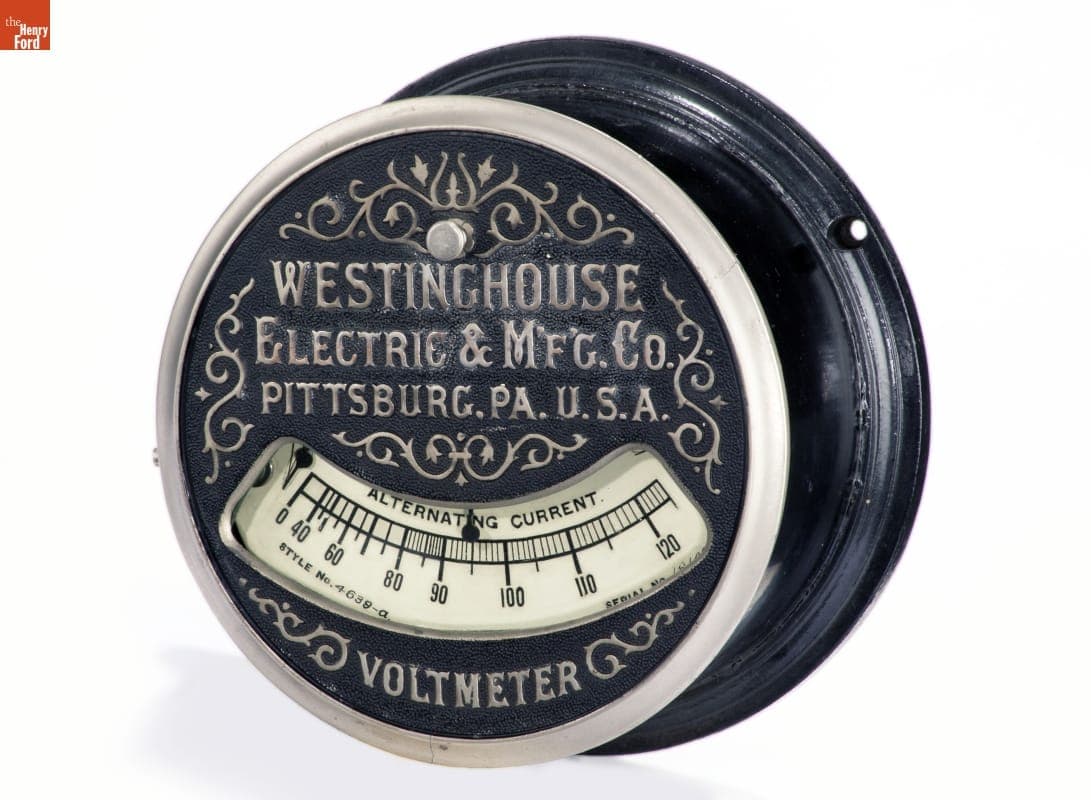 the
Henry
Ford
WESTINGHOUSE
ELECTRIC & M'F'G. CO.
PITTSBURG, PA. U. S. A.
ALTERNATING CURRENT.
0 40 60 80 90 100 110 120
STYLE No. 4639-a
SERIAL No.
VOLTMETER